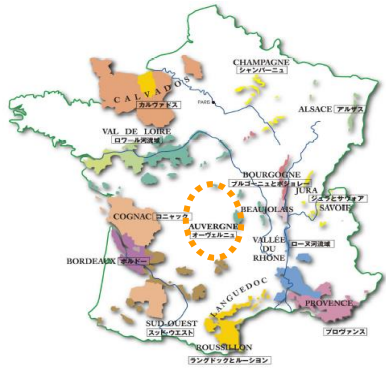 CHAMPAGNE
シャンパーニュ
CALVADOS
カルヴァドス
PARIS
ALSACE アルザス
VAL DE LOIRE
ロワール河流域
BOURGOGNE
ブルゴーニュとボジョレー
JURA
ジュラとサヴォア
SAVOIE
BEAUJOLAIS
COGNAC コニャック
AUVERGNE
オーヴェルニュ
VALLÉE
DU
RHÔNE
ローヌ河流域
BORDEAUX ボルドー
LANGUEDOC
PROVENCE
プロヴァンス
SUD-OUEST
スッド・ウエスト
ROUSSILLON
ラングドックとルーション